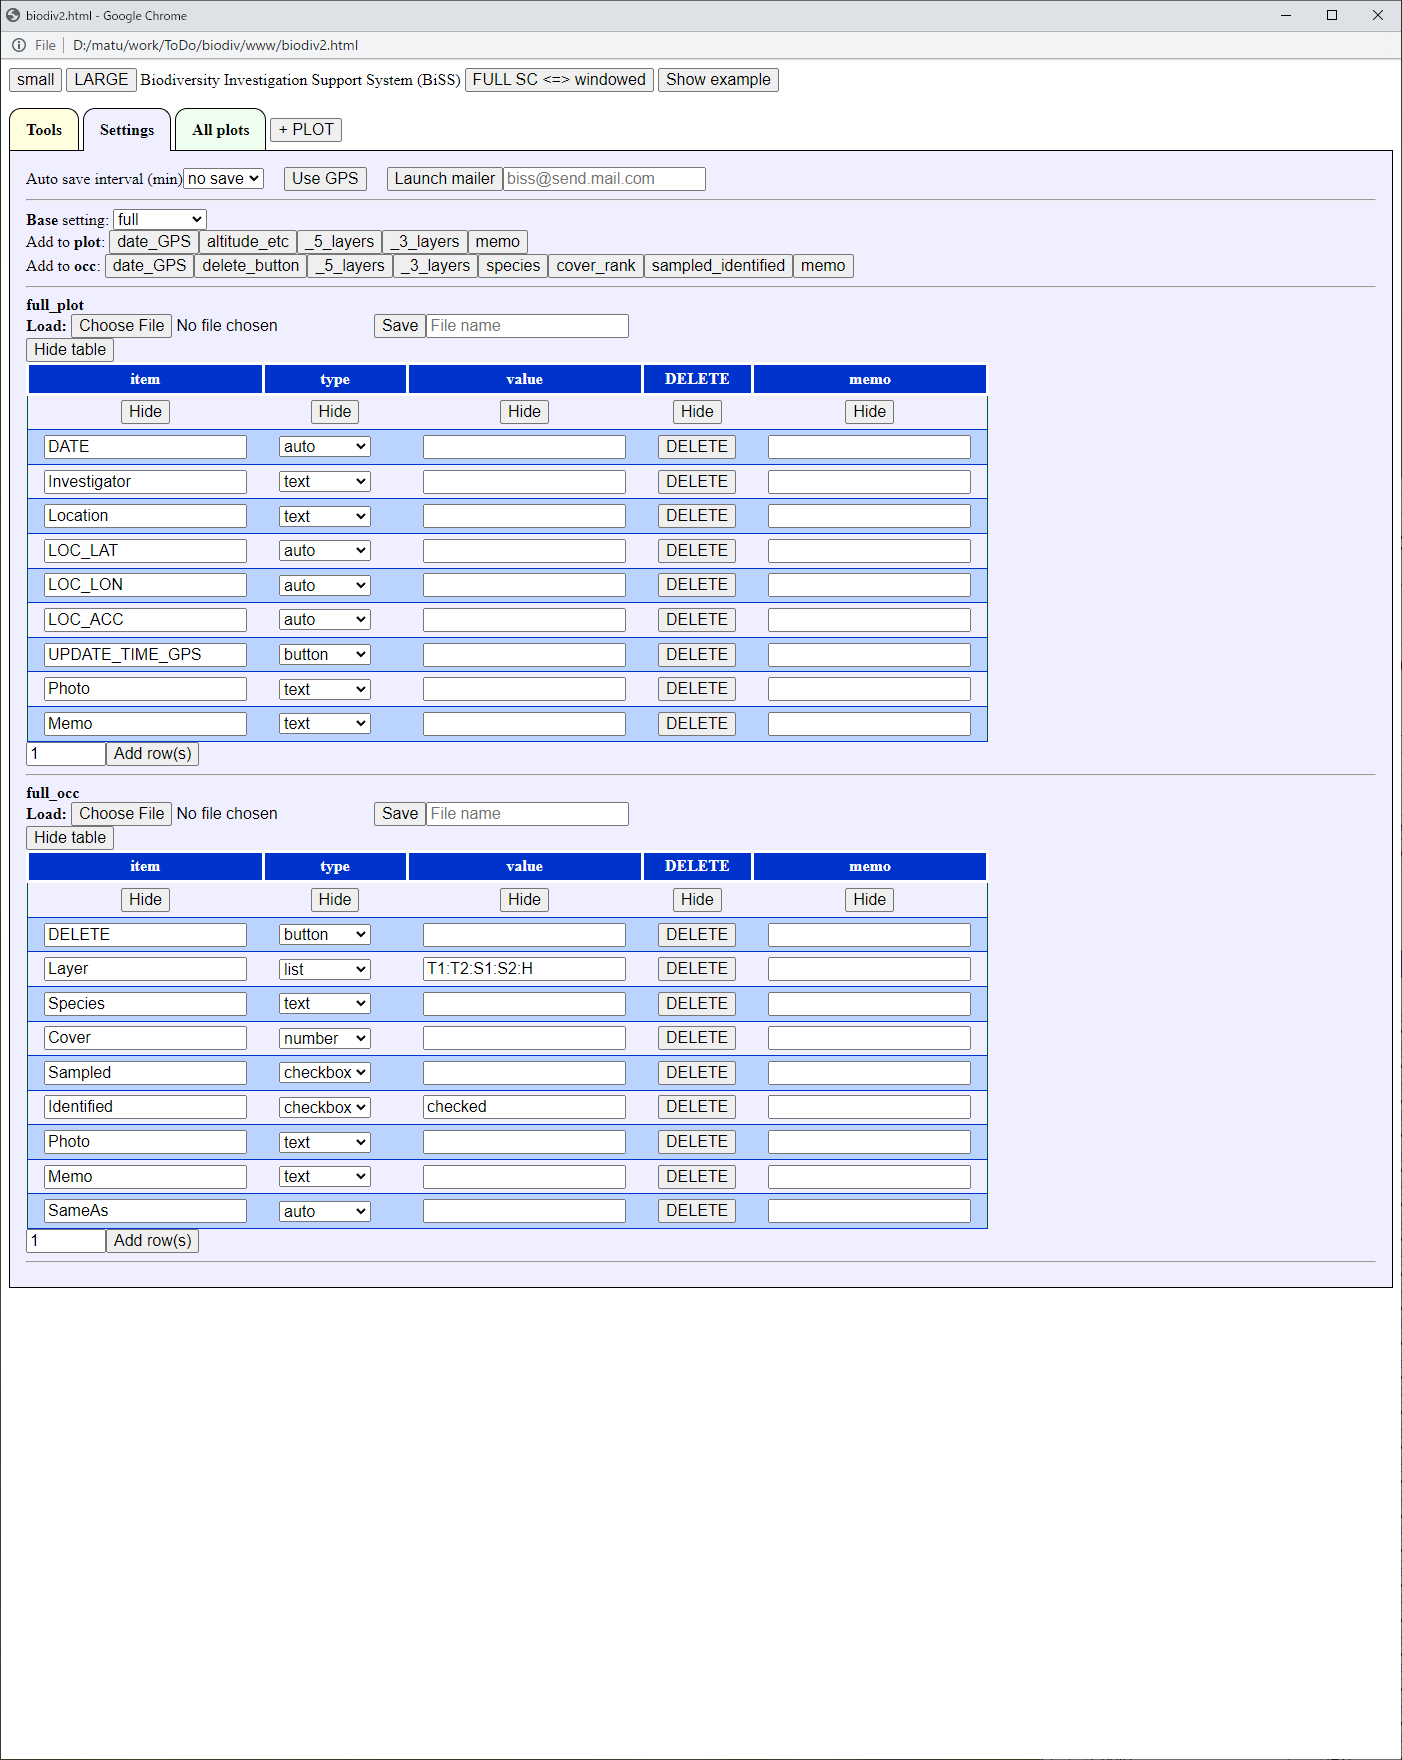 biodiv2.html - Google Chrome
File D:/matu/work/ToDo/biodiv/www/biodiv2.html
small LARGE Biodiversity Investigation Support System (BiSS) FULL SC <=> windowed Show example
Tools Settings All plots + PLOT
Auto save interval (min) no save Use GPS Launch mailer biss@send.mail.com
Base setting: full
Add to plot: date_GPS altitude_etc _5_layers _3_layers memo
Add to occ: date_GPS delete_button _5_layers _3_layers species cover_rank sampled_identified memo
full_plot
Load: Choose File No file chosen Save File name
Hide table
item type value DELETE memo
Hide Hide Hide Hide Hide
DATE auto DELETE
Investigator text DELETE
Location text DELETE
LOC_LAT auto DELETE
LOC_LON auto DELETE
LOC_ACC auto DELETE
UPDATE_TIME_GPS button DELETE
Photo text DELETE
Memo text DELETE
1 Add row(s)
full_occ
Load: Choose File No file chosen Save File name
Hide table
item type value DELETE memo
Hide Hide Hide Hide Hide
DELETE button DELETE
Layer list T1:T2:S1:S2:H DELETE
Species text DELETE
Cover number DELETE
Sampled checkbox DELETE
Identified checkbox checked DELETE
Photo text DELETE
Memo text DELETE
SameAs auto DELETE
1 Add row(s)